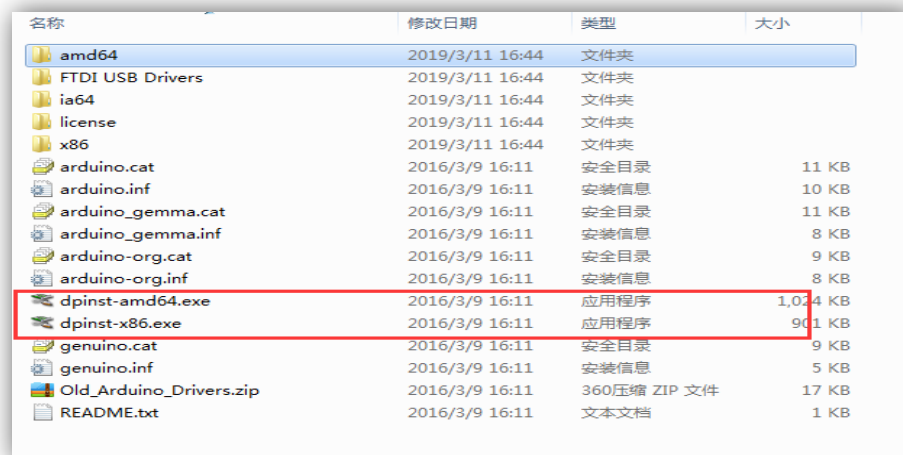 名称 修改日期 类型 大小
amd64 2019/3/11 16:44 文件夹
FTDI USB Drivers 2019/3/11 16:44 文件夹
ia64 2019/3/11 16:44 文件夹
license 2019/3/11 16:44 文件夹
x86 2019/3/11 16:44 文件夹
arduino.cat 2016/3/9 16:11 安全目录 11 KB
arduino.inf 2016/3/9 16:11 安装信息 10 KB
arduino_gemma.cat 2016/3/9 16:11 安全目录 11 KB
arduino_gemma.inf 2016/3/9 16:11 安装信息 8 KB
arduino-org.cat 2016/3/9 16:11 安全目录 9 KB
arduino-org.inf 2016/3/9 16:11 安装信息 8 KB
dpinst-amd64.exe 2016/3/9 16:11 应用程序 1,024 KB
dpinst-x86.exe 2016/3/9 16:11 应用程序 901 KB
genuino.cat 2016/3/9 16:11 安全目录 9 KB
genuino.inf 2016/3/9 16:11 安装信息 5 KB
Old_Arduino_Drivers.zip 2016/3/9 16:11 360压缩 ZIP 文件 17 KB
README.txt 2016/3/9 16:11 文本文档 1 KB